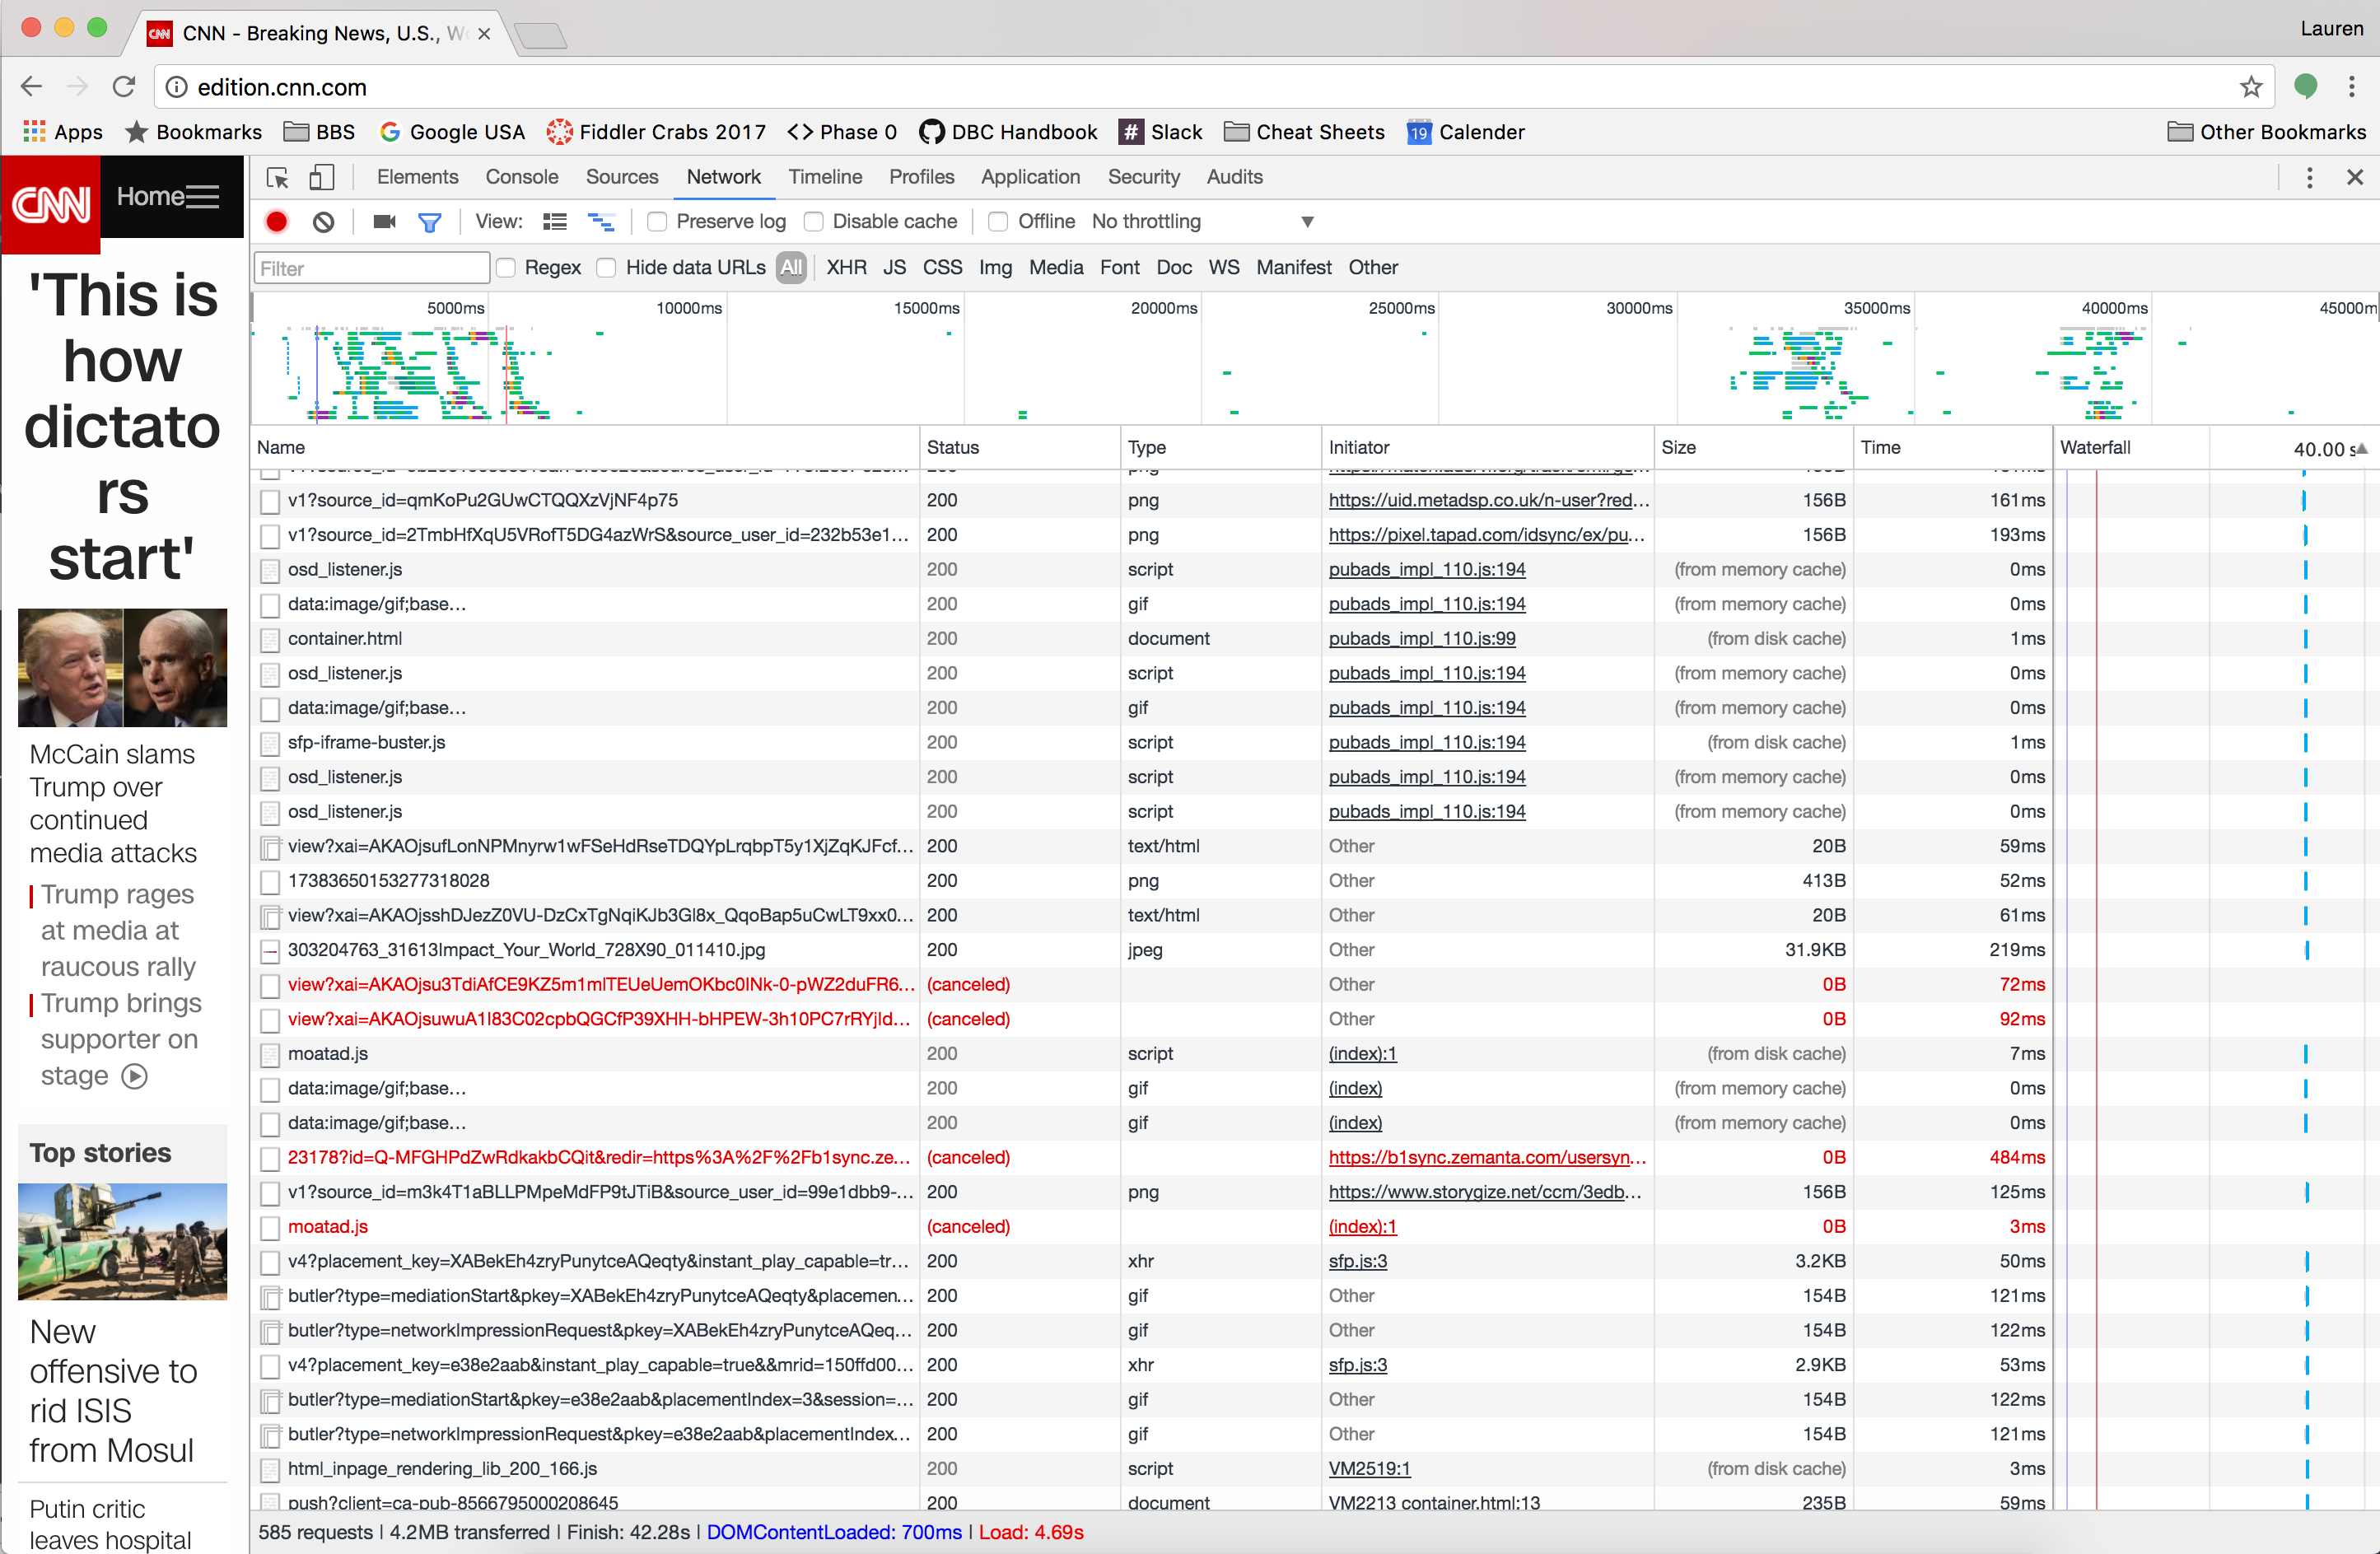 CNN - Breaking News, U.S., Wo
Lauren
edition.cnn.com
Apps Bookmarks BBS Google USA Fiddler Crabs 2017 Phase 0 DBC Handbook Slack Cheat Sheets 19 Calender Other Bookmarks
CNN Home
'This is
how
dictato
rs
start'
McCain slams
Trump over
continued
media attacks
Trump rages
at media at
raucous rally
Trump brings
supporter on
stage
Top stories
New
offensive to
rid ISIS
from Mosul
Putin critic
leaves hospital
Elements Console Sources Network Timeline Profiles Application Security Audits
View: Preserve log Disable cache Offline No throttling
Filter Regex Hide data URLs All XHR JS CSS Img Media Font Doc WS Manifest Other
5000ms 10000ms 15000ms 20000ms 25000ms 30000ms 35000ms 40000ms 45000m
Name Status Type Initiator Size Time Waterfall 40.00 s
v1?source_id=qmKoPu2GUwCTQQXzVjNF4p75 200 png https://uid.metadsp.co.uk/n-user?red… 156B 161ms
v1?source_id=2TmbHfXqU5VRofT5DG4azWrS&source_user_id=232b53e1… 200 png https://pixel.tapad.com/idsync/ex/pu… 156B 193ms
osd_listener.js 200 script pubads_impl_110.js:194 (from memory cache) 0ms
data:image/gif;base… 200 gif pubads_impl_110.js:194 (from memory cache) 0ms
container.html 200 document pubads_impl_110.js:99 (from disk cache) 1ms
osd_listener.js 200 script pubads_impl_110.js:194 (from memory cache) 0ms
data:image/gif;base… 200 gif pubads_impl_110.js:194 (from memory cache) 0ms
sfp-iframe-buster.js 200 script pubads_impl_110.js:194 (from disk cache) 1ms
osd_listener.js 200 script pubads_impl_110.js:194 (from memory cache) 0ms
osd_listener.js 200 script pubads_impl_110.js:194 (from memory cache) 0ms
view?xai=AKAOjsufLonNPMnyrw1wFSeHdRseTDQYpLrqbpT5y1XjZqKJFcf… 200 text/html Other 20B 59ms
17383650153277318028 200 png Other 413B 52ms
view?xai=AKAOjsshDJezZ0VU-DzCxTgNqiKJb3Gl8x_QqoBap5uCwLT9xx0… 200 text/html Other 20B 61ms
303204763_31613Impact_Your_World_728X90_011410.jpg 200 jpeg Other 31.9KB 219ms
view?xai=AKAOjsu3TdiAfCE9KZ5m1mlTEUeUemOKbc0INk-0-pWZ2duFR6… (canceled) Other 0B 72ms
view?xai=AKAOjsuwuA1l83C02cpbQGCfP39XHH-bHPEW-3h10PC7rRYjld… (canceled) Other 0B 92ms
moatad.js 200 script (index):1 (from disk cache) 7ms
data:image/gif;base… 200 gif (index) (from memory cache) 0ms
data:image/gif;base… 200 gif (index) (from memory cache) 0ms
23178?id=Q-MFGHPdZwRdkakbCQit&redir=https%3A%2F%2Fb1sync.ze… (canceled) https://b1sync.zemanta.com/usersyn… 0B 484ms
v1?source_id=m3k4T1aBLLPMpeMdFP9tJTiB&source_user_id=99e1dbb9-… 200 png https://www.storygize.net/ccm/3edb… 156B 125ms
moatad.js (canceled) (index):1 0B 3ms
v4?placement_key=XABekEh4zryPunytceAQeqty&instant_play_capable=tr… 200 xhr sfp.js:3 3.2KB 50ms
butler?type=mediationStart&pkey=XABekEh4zryPunytceAQeqty&placemen… 200 gif Other 154B 121ms
butler?type=networkImpressionRequest&pkey=XABekEh4zryPunytceAQeq… 200 gif Other 154B 122ms
v4?placement_key=e38e2aab&instant_play_capable=true&&mrid=150ffd00… 200 xhr sfp.js:3 2.9KB 53ms
butler?type=mediationStart&pkey=e38e2aab&placementIndex=3&session=… 200 gif Other 154B 122ms
butler?type=networkImpressionRequest&pkey=e38e2aab&placementIndex… 200 gif Other 154B 121ms
html_inpage_rendering_lib_200_166.js 200 script VM2519:1 (from disk cache) 3ms
push?client=ca-pub-8566795000208645 200 document VM2213 container.html:13 235B 59ms
585 requests | 4.2MB transferred | Finish: 42.28s | DOMContentLoaded: 700ms | Load: 4.69s